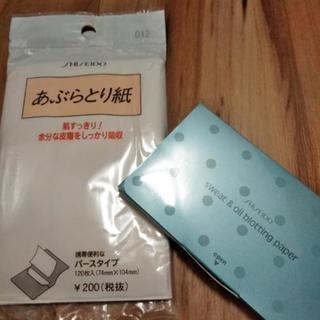 012
SHISEIDO
あぶらとり紙
肌すっきり!
余分な皮脂をしっかり吸収
携帯便利な
パースタイプ
120枚入(74mm×104mm)
¥200(税抜)
SHISEIDO
sweat & oil blotting paper
open